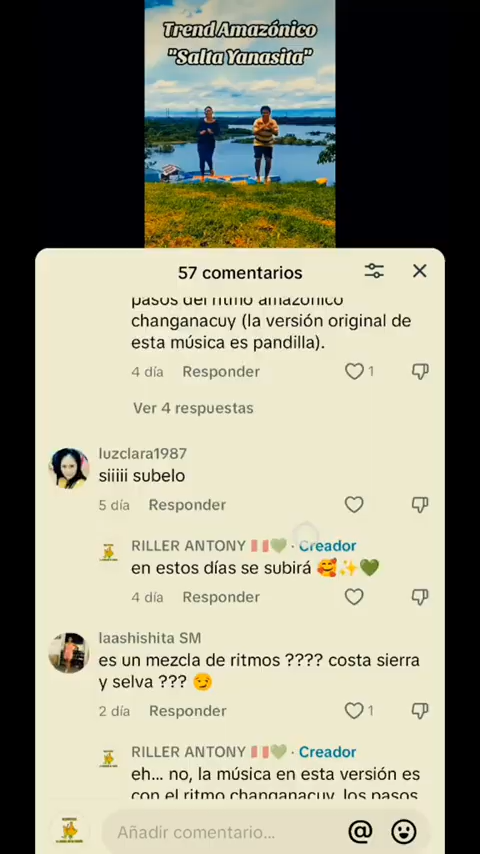 Trend Amazónico
"Salta Yanasita"
57 comentarios
pasos del ritmo amazónico
changanacuy (la versión original de
esta música es pandilla).
4 día Responder 1
Ver 4 respuestas
luzclara1987
siiiii subelo
5 día Responder
RILLER ANTONY 🇵🇪💚 · Creador
en estos días se subirá 🥰✨💚
4 día Responder
laashishita SM
es un mezcla de ritmos ???? costa sierra
y selva ??? 😏
2 día Responder 1
RILLER ANTONY 🇵🇪💚 · Creador
eh... no, la música en esta versión es
con el ritmo changanacuy, los pasos
Añadir comentario...